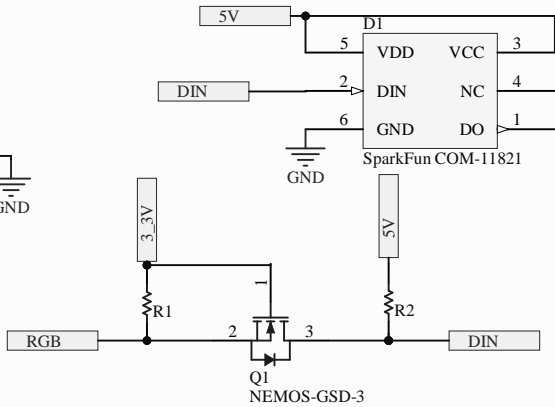 5V
D1
5 VDD VCC 3
DIN 2 DIN NC 4
6 GND DO 1
GND SparkFun COM-11821
GND
3_3V 5V
1
R1 R2
RGB 2 3 DIN
Q1
NEMOS-GSD-3